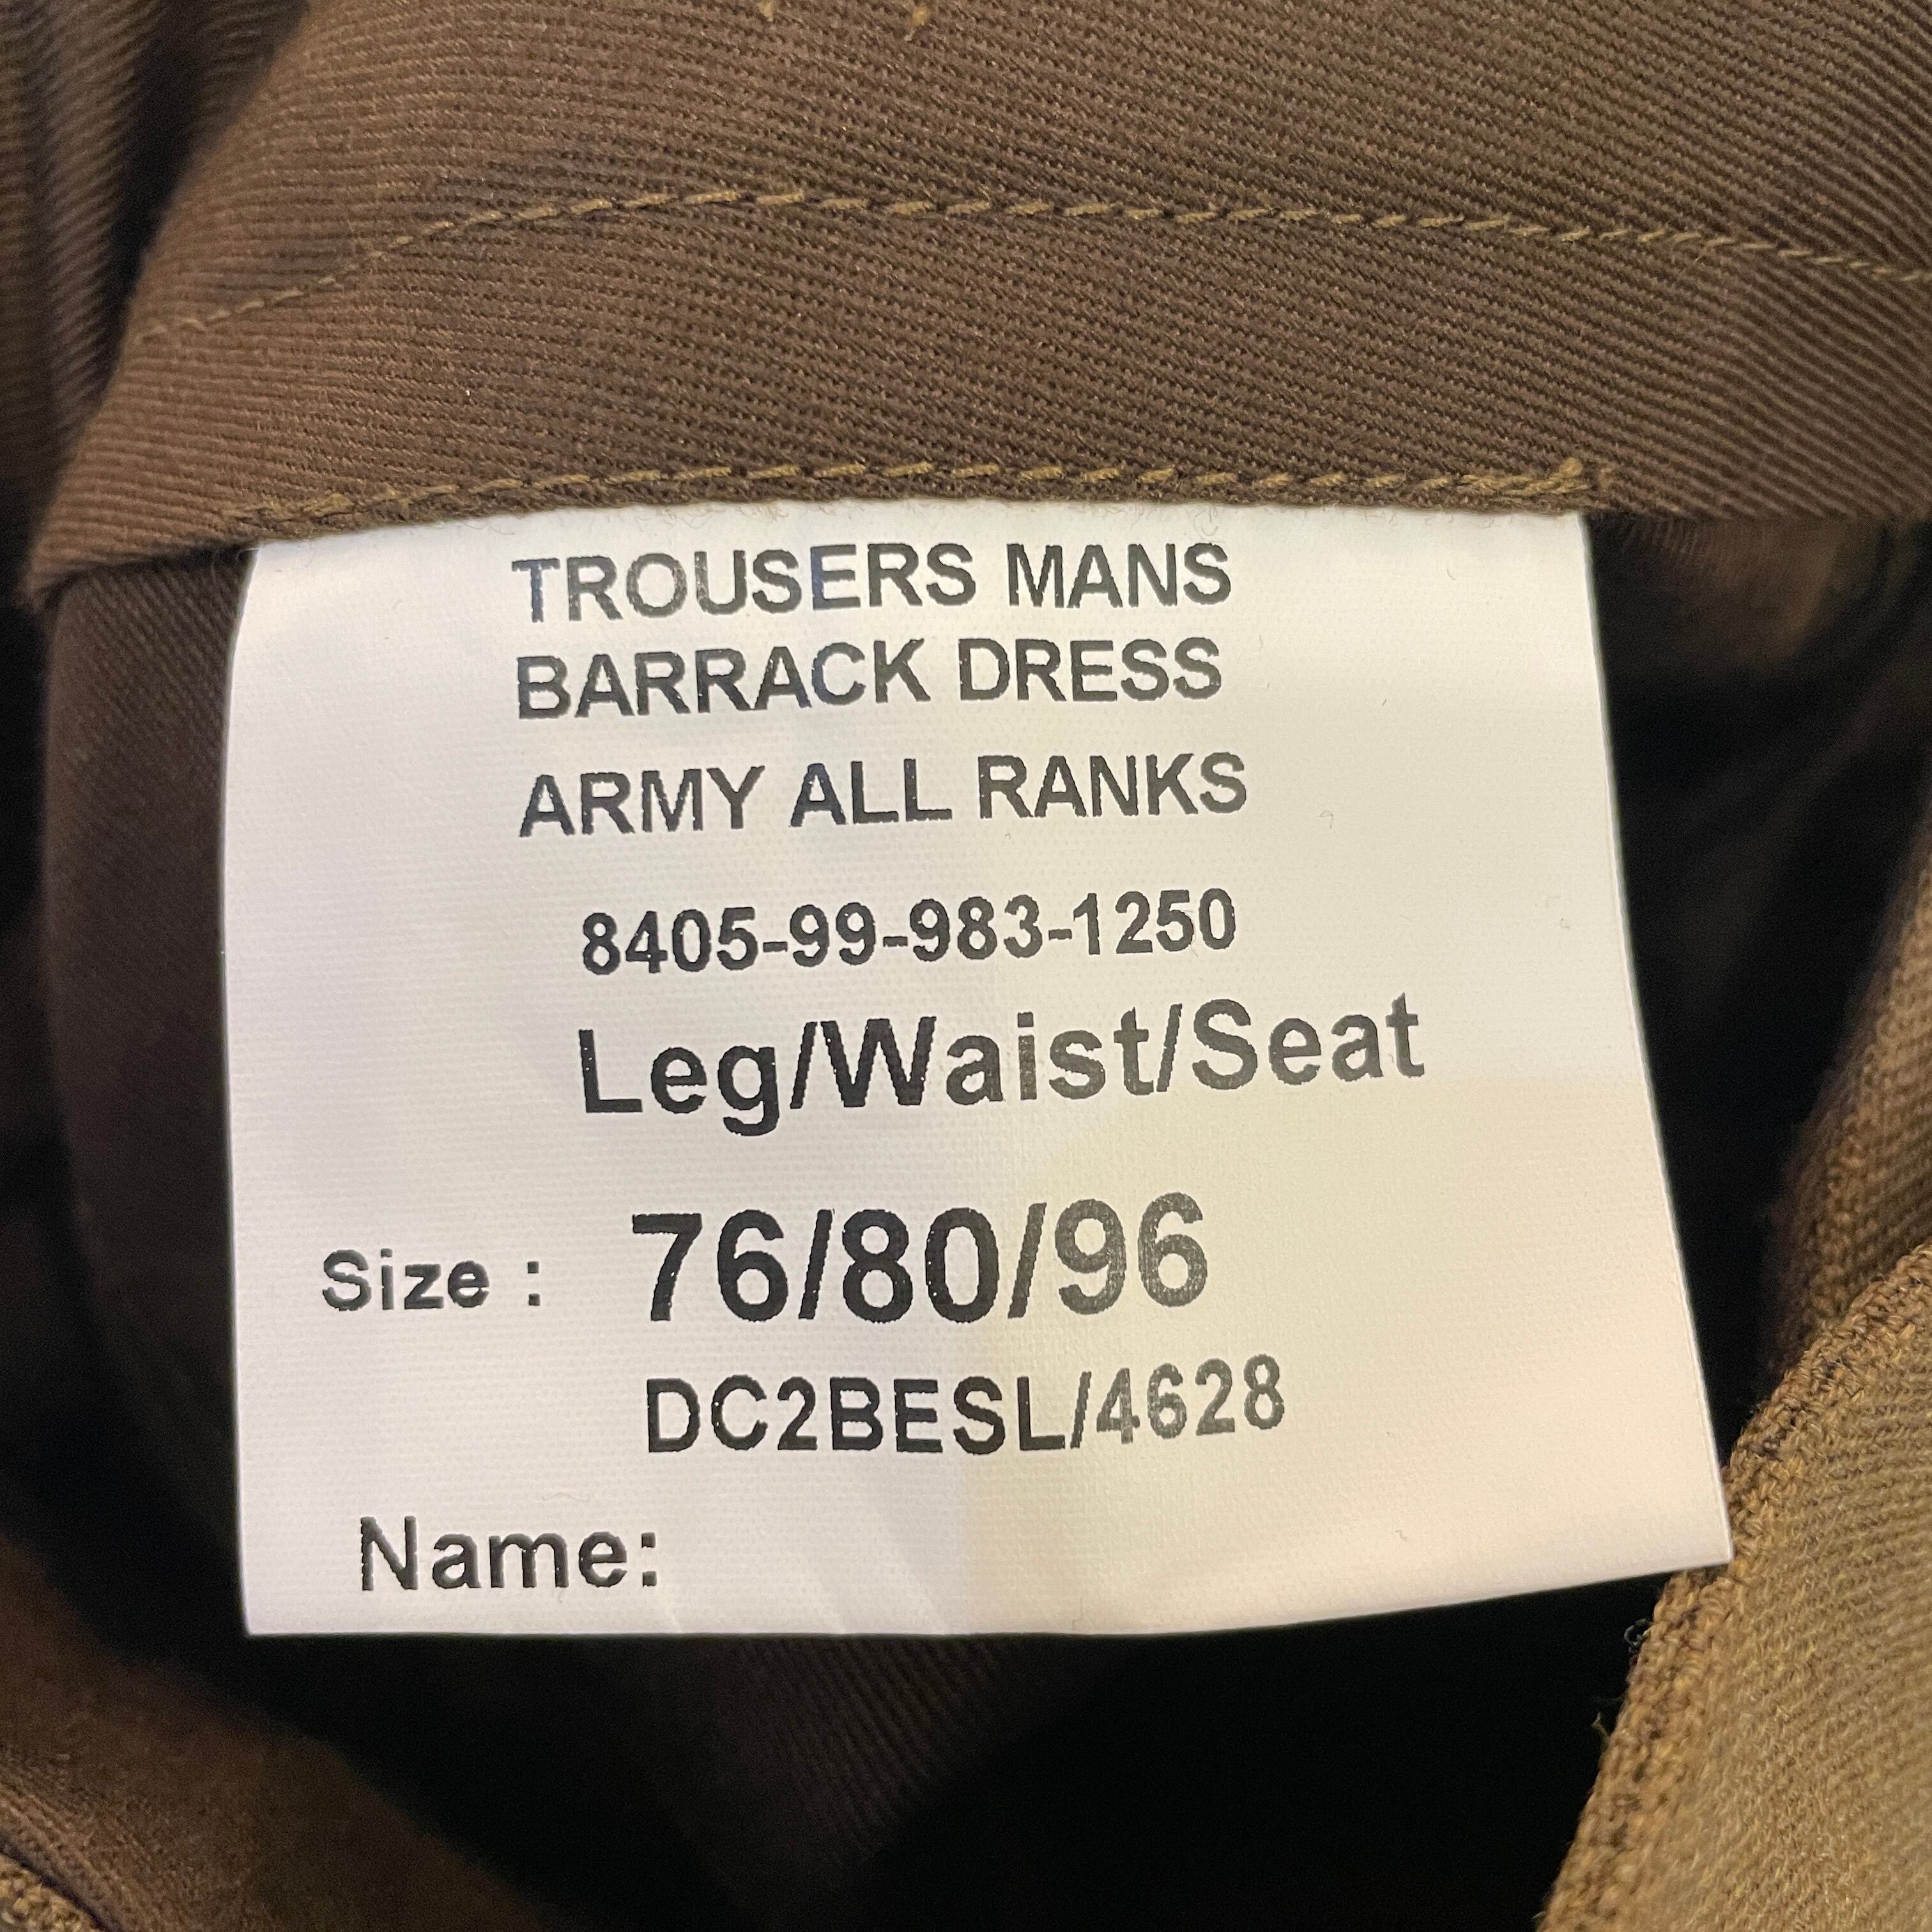 TROUSERS MANS
BARRACK DRESS
ARMY ALL RANKS
8405-99-983-1250
Leg/Waist/Seat
Size : 76/80/96
DC2BESL/4628
Name: